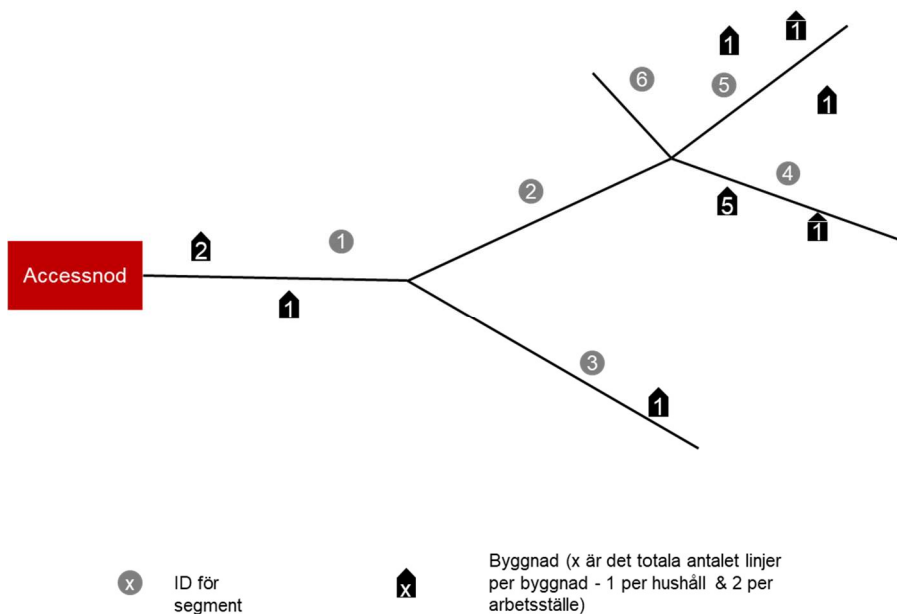 1
1
6
5
1
4
2
5
1
2
1
Accessnod
1
3
1
x
ID för
segment
x
Byggnad (x är det totala antalet linjer
per byggnad - 1 per hushåll & 2 per
arbetsställe)